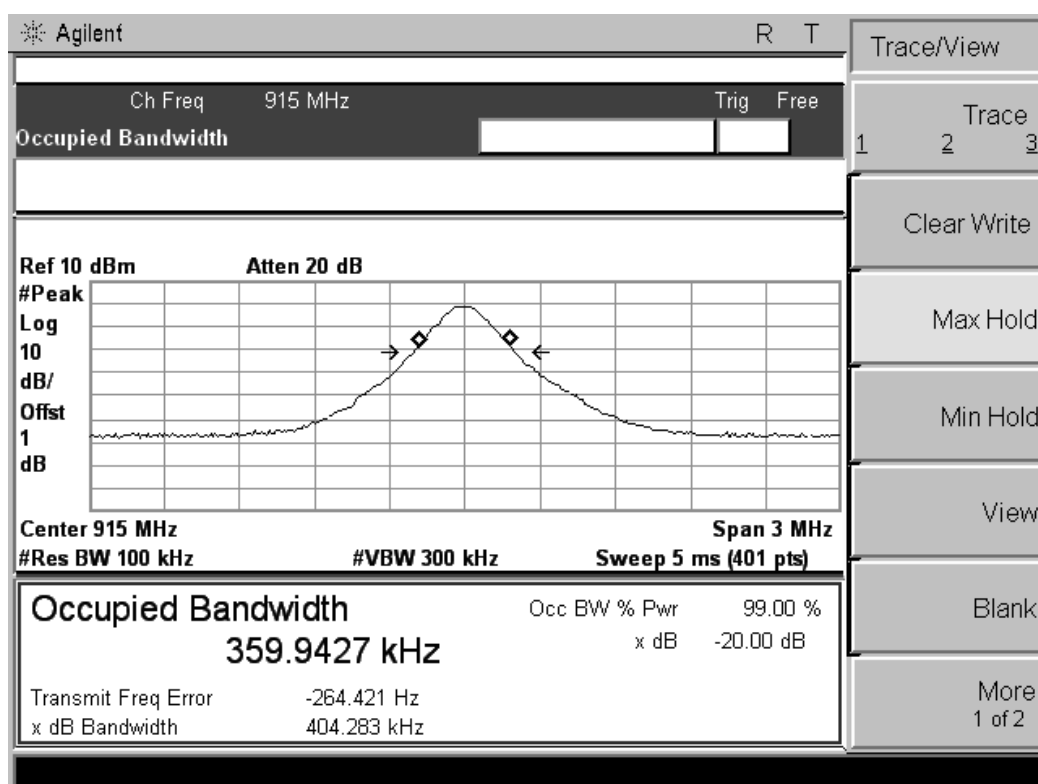 Agilent R T
Ch Freq 915 MHz Trig Free
Occupied Bandwidth
Ref 10 dBm Atten 20 dB
#Peak
Log
10
dB/
Offst
1
dB
Center 915 MHz Span 3 MHz
#Res BW 100 kHz #VBW 300 kHz Sweep 5 ms (401 pts)
Occupied Bandwidth
359.9427 kHz
Occ BW % Pwr 99.00 %
x dB -20.00 dB
Transmit Freq Error -264.421 Hz
x dB Bandwidth 404.283 kHz
Trace/View
Trace
1 2 3
Clear Write
Max Hold
Min Hold
View
Blank
More
1 of 2